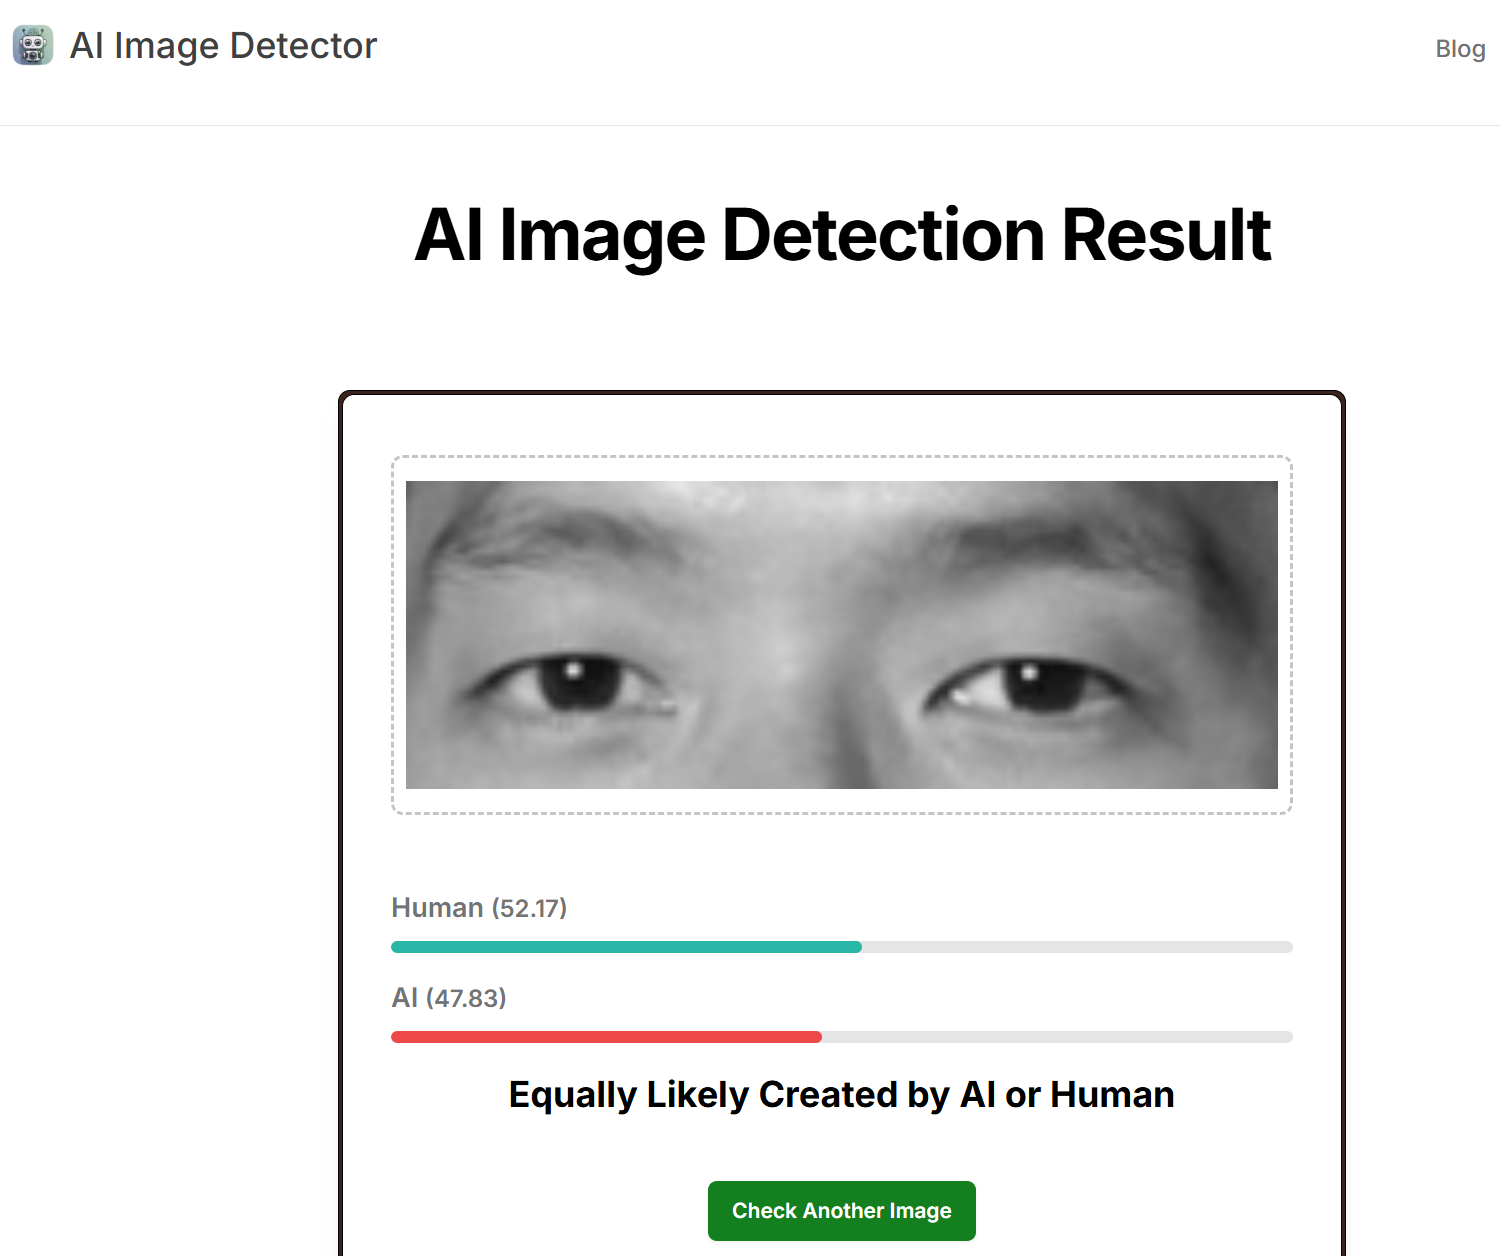 AI Image Detector
Blog
AI Image Detection Result
Human (52.17)
AI (47.83)
Equally Likely Created by AI or Human
Check Another Image